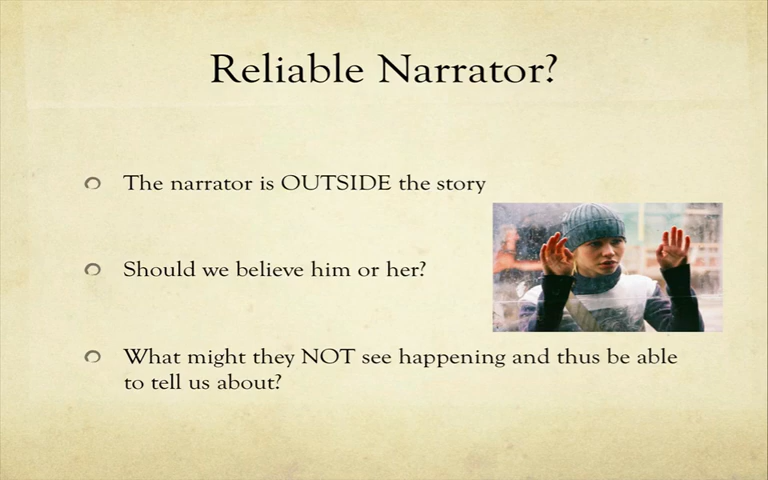 Reliable Narrator?
The narrator is OUTSIDE the story
Should we believe him or her?
What might they NOT see happening and thus be able
to tell us about?